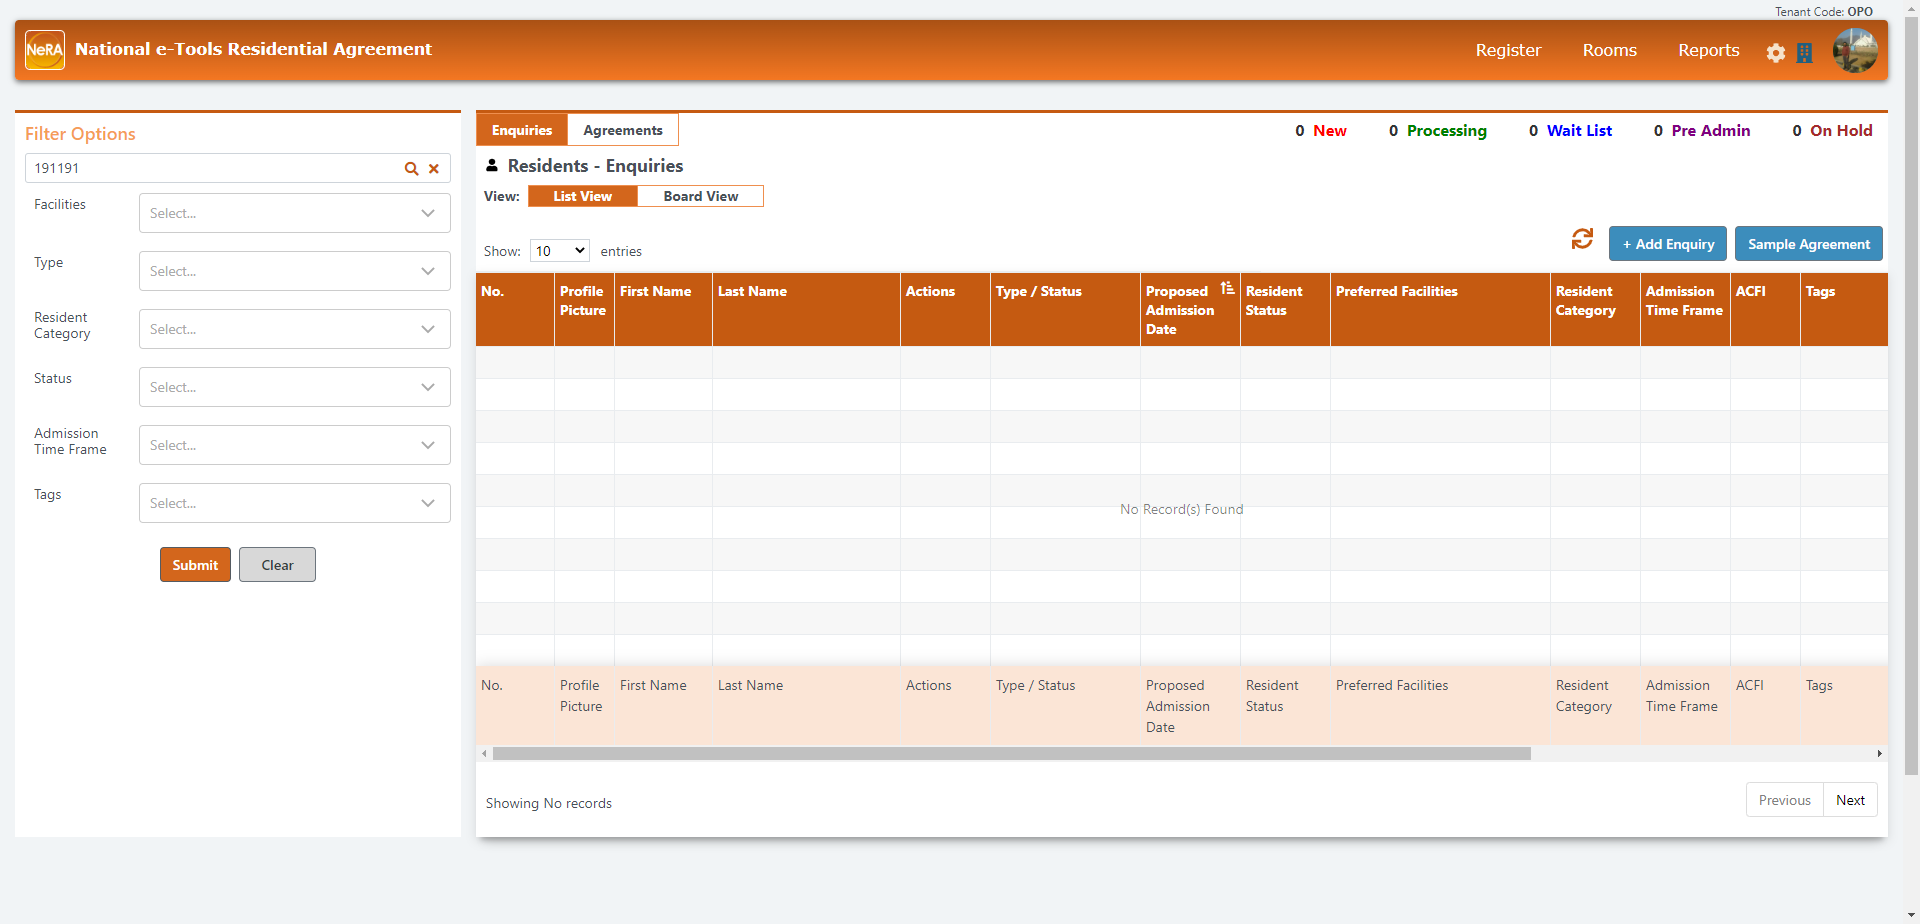 Tenant Code: OPO
NeRA
National e-Tools Residential Agreement
Register
Rooms
Reports
Filter Options
191191
Facilities
Select...
Type
Select...
Resident
Category
Select...
Status
Select...
Admission
Time Frame
Select...
Tags
Select...
Submit
Clear
Enquiries
Agreements
0 New
0 Processing
0 Wait List
0 Pre Admin
0 On Hold
Residents - Enquiries
View:
List View
Board View
Show: 10 entries
+ Add Enquiry
Sample Agreement
No.
Profile
Picture
First Name
Last Name
Actions
Type / Status
Proposed
Admission
Date
Resident
Status
Preferred Facilities
Resident
Category
Admission
Time Frame
ACFI
Tags
No Record(s) Found
No.
Profile
Picture
First Name
Last Name
Actions
Type / Status
Proposed
Admission
Date
Resident
Status
Preferred Facilities
Resident
Category
Admission
Time Frame
ACFI
Tags
Showing No records
Previous
Next